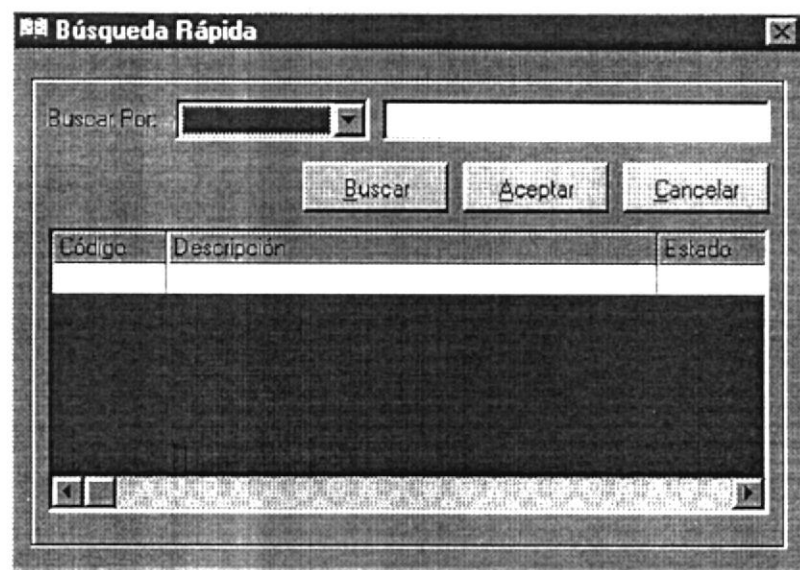 Búsqueda Rápida
Buscar Por:
Buscar Aceptar Cancelar
Código Descripción Estado